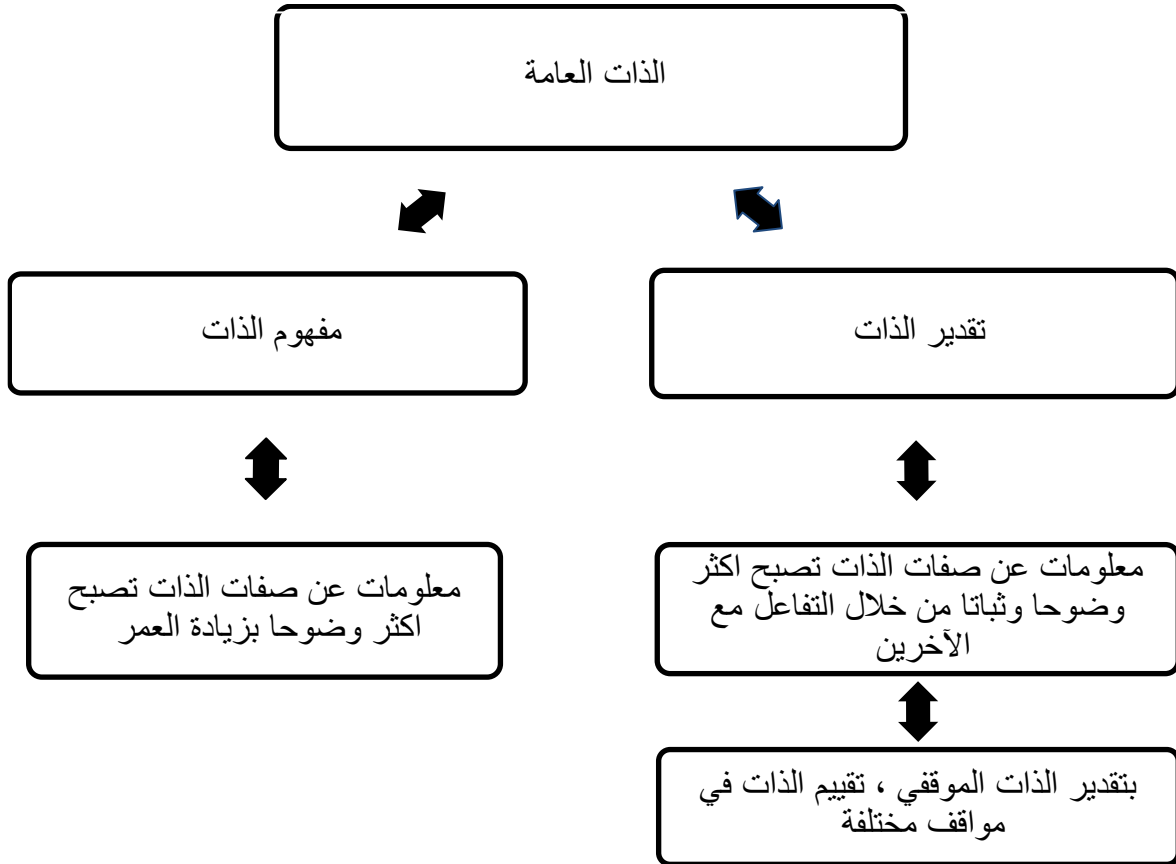 الذات العامة
تقدير الذات
مفهوم الذات
معلومات عن صفات الذات تصبح اكثر
وضوحا وثباتا من خلال التفاعل مع
الآخرين
معلومات عن صفات الذات تصبح
اكثر وضوحا بزيادة العمر
بتقدير الذات الموقفي ، تقييم الذات في
مواقف مختلفة